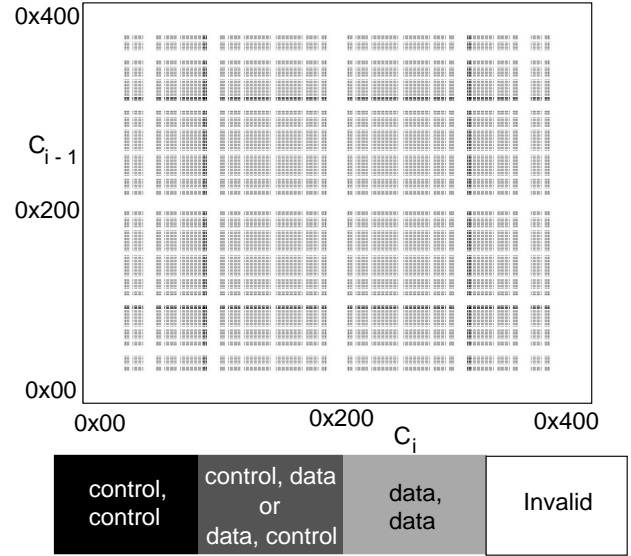 0x400
C i - 1
0x200
0x00
0x00
0x200
0x400
C i
control,
control
control, data
or
data, control
data,
data
Invalid